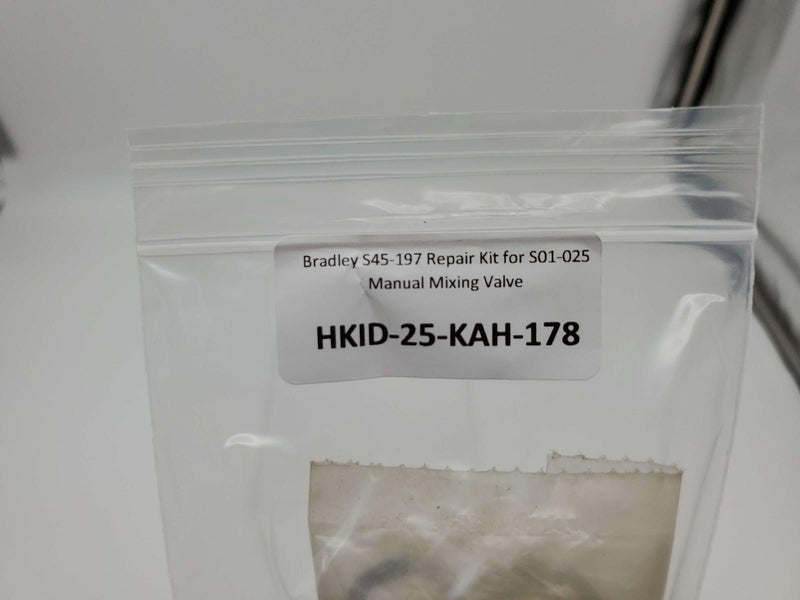 Bradley S45-197 Repair Kit for S01-025
Manual Mixing Valve
HKID-25-KAH-178